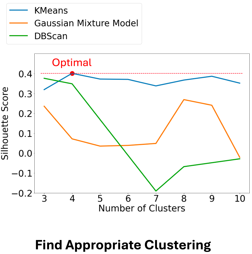 KMeans
Gaussian Mixture Model
DBScan
Optimal
0.4
0.3
0.2
0.1
0.0
−0.1
−0.2
Silhouette Score
3 4 5 6 7 8 9 10
Number of Clusters
Find Appropriate Clustering